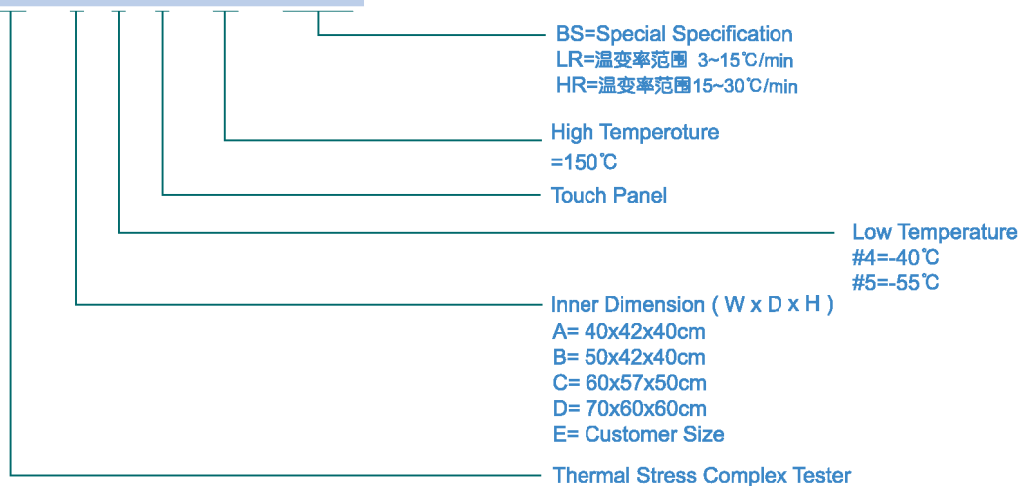 BS=Special Specification
LR=温变率范围 3~15℃/min
HR=温变率范围15~30℃/min
High Temperoture
=150℃
Touch Panel
Low Temperature
#4=-40℃
#5=-55℃
Inner Dimension ( W x D x H )
A= 40x42x40cm
B= 50x42x40cm
C= 60x57x50cm
D= 70x60x60cm
E= Customer Size
Thermal Stress Complex Tester